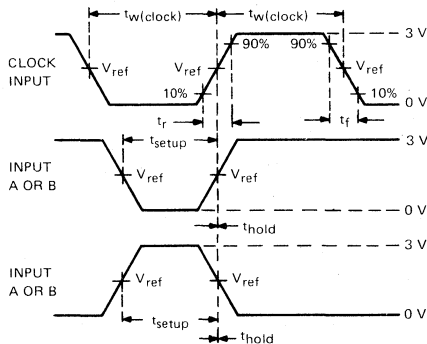 tw(clock) tw(clock)
3 V
90% 90%
CLOCK INPUT
Vref Vref Vref
10% 10%
0 V
tr tf
tsetup
3 V
INPUT A OR B
Vref Vref
0 V
thold
3 V
INPUT A OR B
Vref Vref
0 V
tsetup
thold